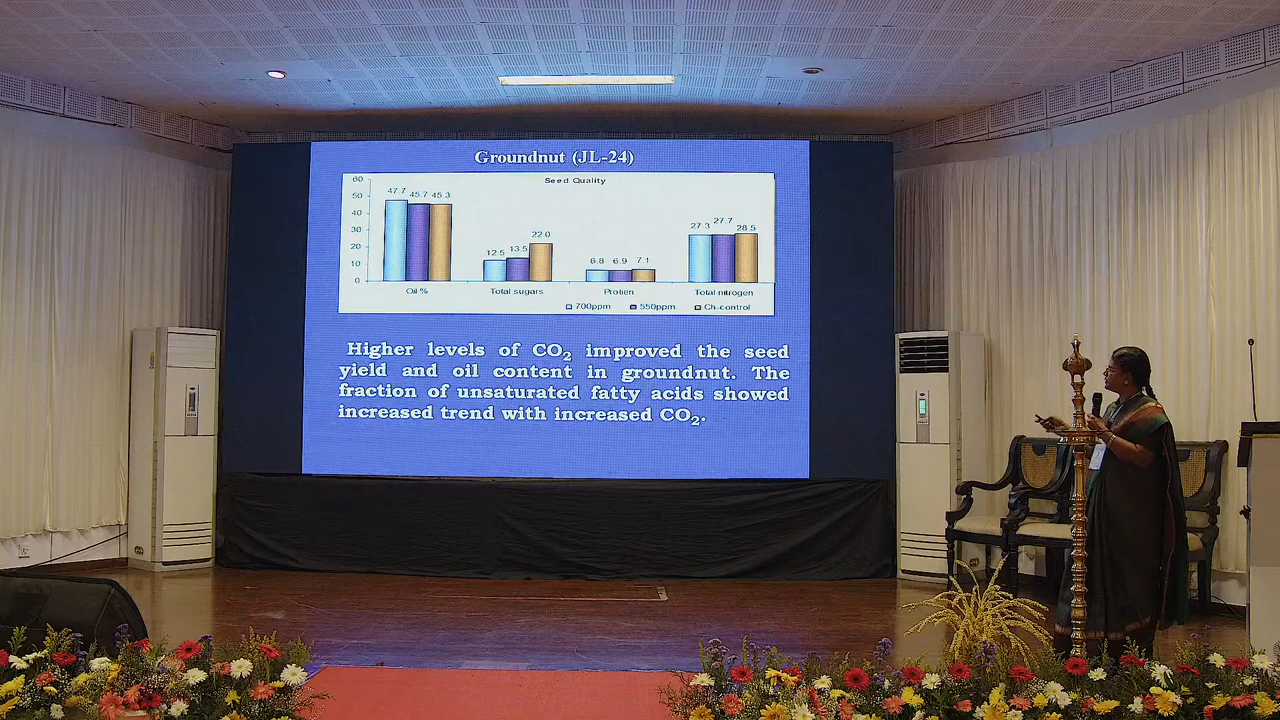 Groundnut (JL-24)
Seed Quality
60
50
40
30
20
10
0
47.7 45.7 45.3
12.5 13.5 22.0
6.8 6.9 7.1
27.3 27.7 28.5
Oil % Total sugars Protien Total nitrogen
700ppm 550ppm Ch-control
Higher levels of CO2 improved the seed
yield and oil content in groundnut. The
fraction of unsaturated fatty acids showed
increased trend with increased CO2.